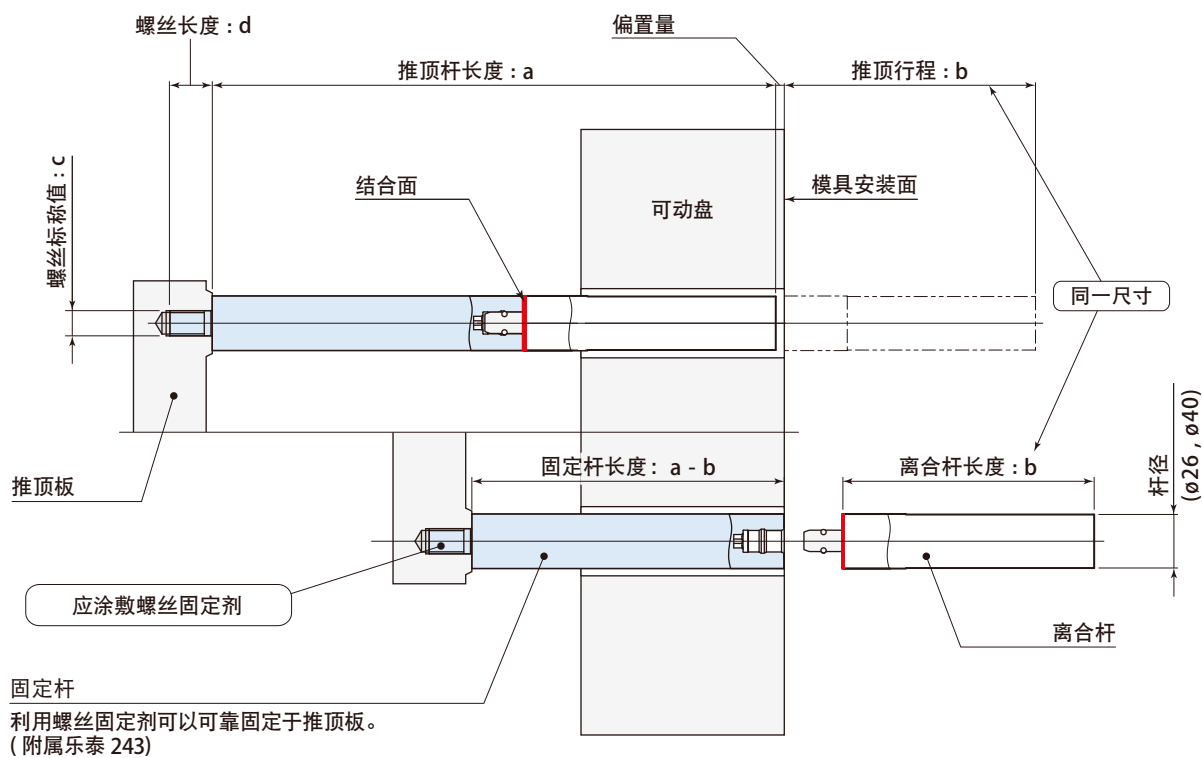 螺丝长度 : d
偏置量
推顶杆长度 : a
推顶行程 : b
螺丝标称值 : c
结合面
可动盘
模具安装面
同一尺寸
推顶板
固定杆长度 : a - b
离合杆长度 : b
杆径
(ø26 , ø40)
应涂敷螺丝固定剂
离合杆
固定杆
利用螺丝固定剂可以可靠固定于推顶板。
( 附属乐泰 243)